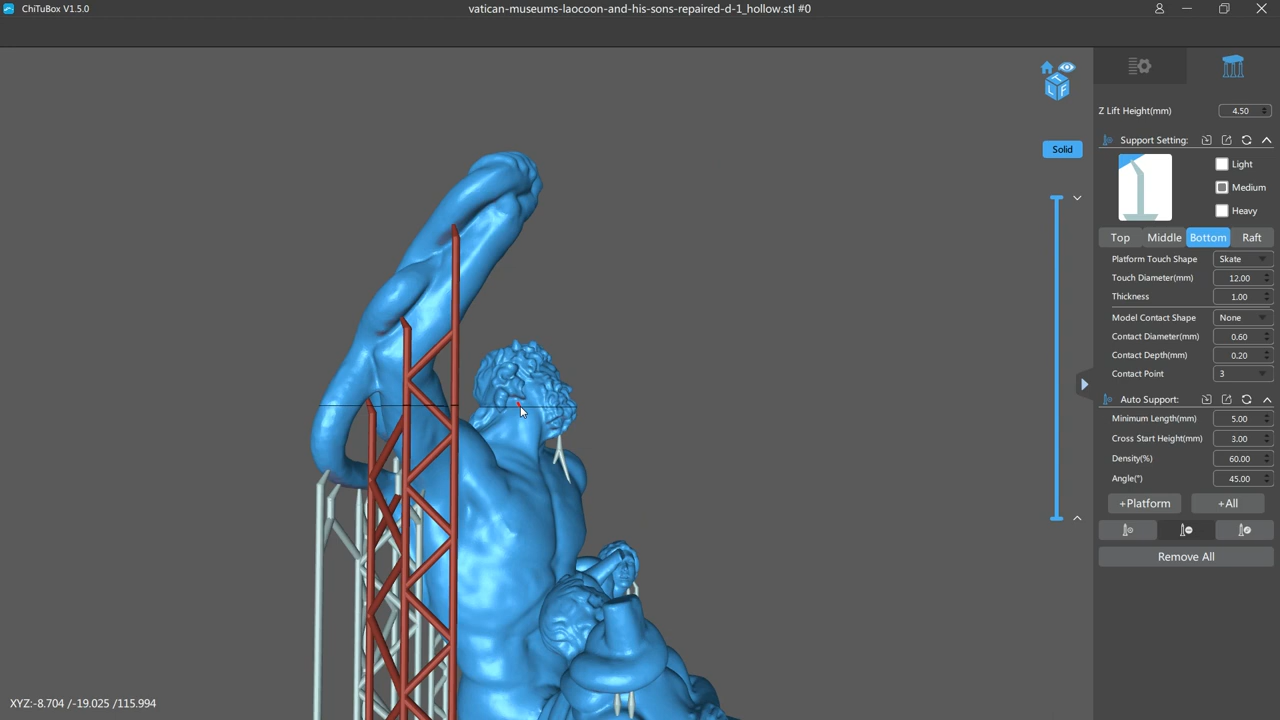 ChiTuBox V1.5.0
vatican-museums-laocoon-and-his-sons-repaired-d-1_hollow.stl #0
T
L F
Z Lift Height(mm) 4.50
Support Setting:
Solid
Light
Medium
Heavy
Top Middle Bottom Raft
Platform Touch Shape Skate
Touch Diameter(mm) 12.00
Thickness 1.00
Model Contact Shape None
Contact Diameter(mm) 0.60
Contact Depth(mm) 0.20
Contact Point 3
Auto Support:
Minimum Length(mm) 5.00
Cross Start Height(mm) 3.00
Density(%) 60.00
Angle(°) 45.00
+Platform +All
Remove All
XYZ:-8.704 /-19.025 /115.994